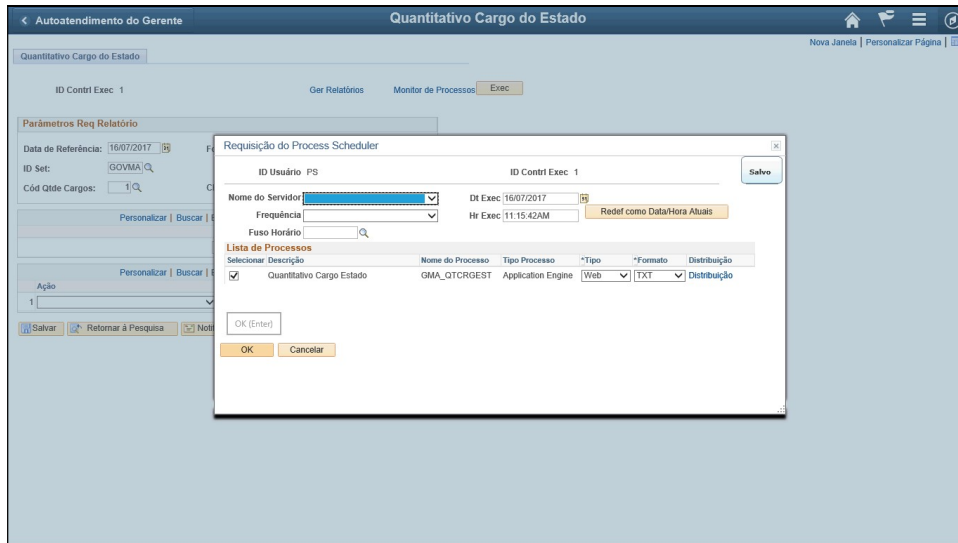 Autoatendimento do Gerente
Quantitativo Cargo do Estado
Nova Janela | Personalizar Página |
Quantitativo Cargo do Estado
ID Contrl Exec 1 Ger Relatórios Monitor de Processos Exec
Parâmetros Req Relatório
Data de Referência: 16/07/2017
ID Set: GOVMA
Cód Qtde Cargos: 1
Personalizar | Buscar |
Personalizar | Buscar |
Ação
1
Salvar Retornar à Pesquisa
Requisição do Process Scheduler
ID Usuário PS ID Contrl Exec 1 Salvo
Nome do Servidor Dt Exec 16/07/2017
Frequência Hr Exec 11:15:42AM Redef como Data/Hora Atuais
Fuso Horário
Lista de Processos
Selecionar Descrição Nome do Processo Tipo Processo *Tipo *Formato Distribuição
Quantitativo Cargo Estado GMA_QTCRGEST Application Engine Web TXT Distribuição
OK (Enter)
OK Cancelar